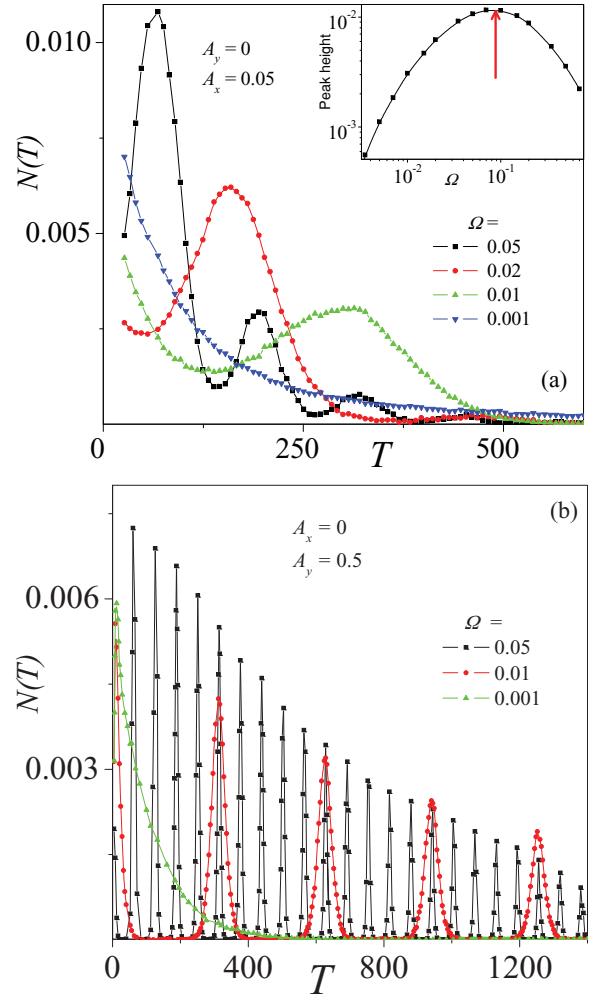 0.010
0.005
0
250
500
N(T)
T
A_y = 0
A_x = 0.05
10^-2
10^-3
Peak height
10^-2
10^-1
Ω
Ω =
0.05
0.02
0.01
0.001
(a)
(b)
A_x = 0
A_y = 0.5
0.006
0.003
N(T)
Ω =
0.05
0.01
0.001
0
400
800
1200
T